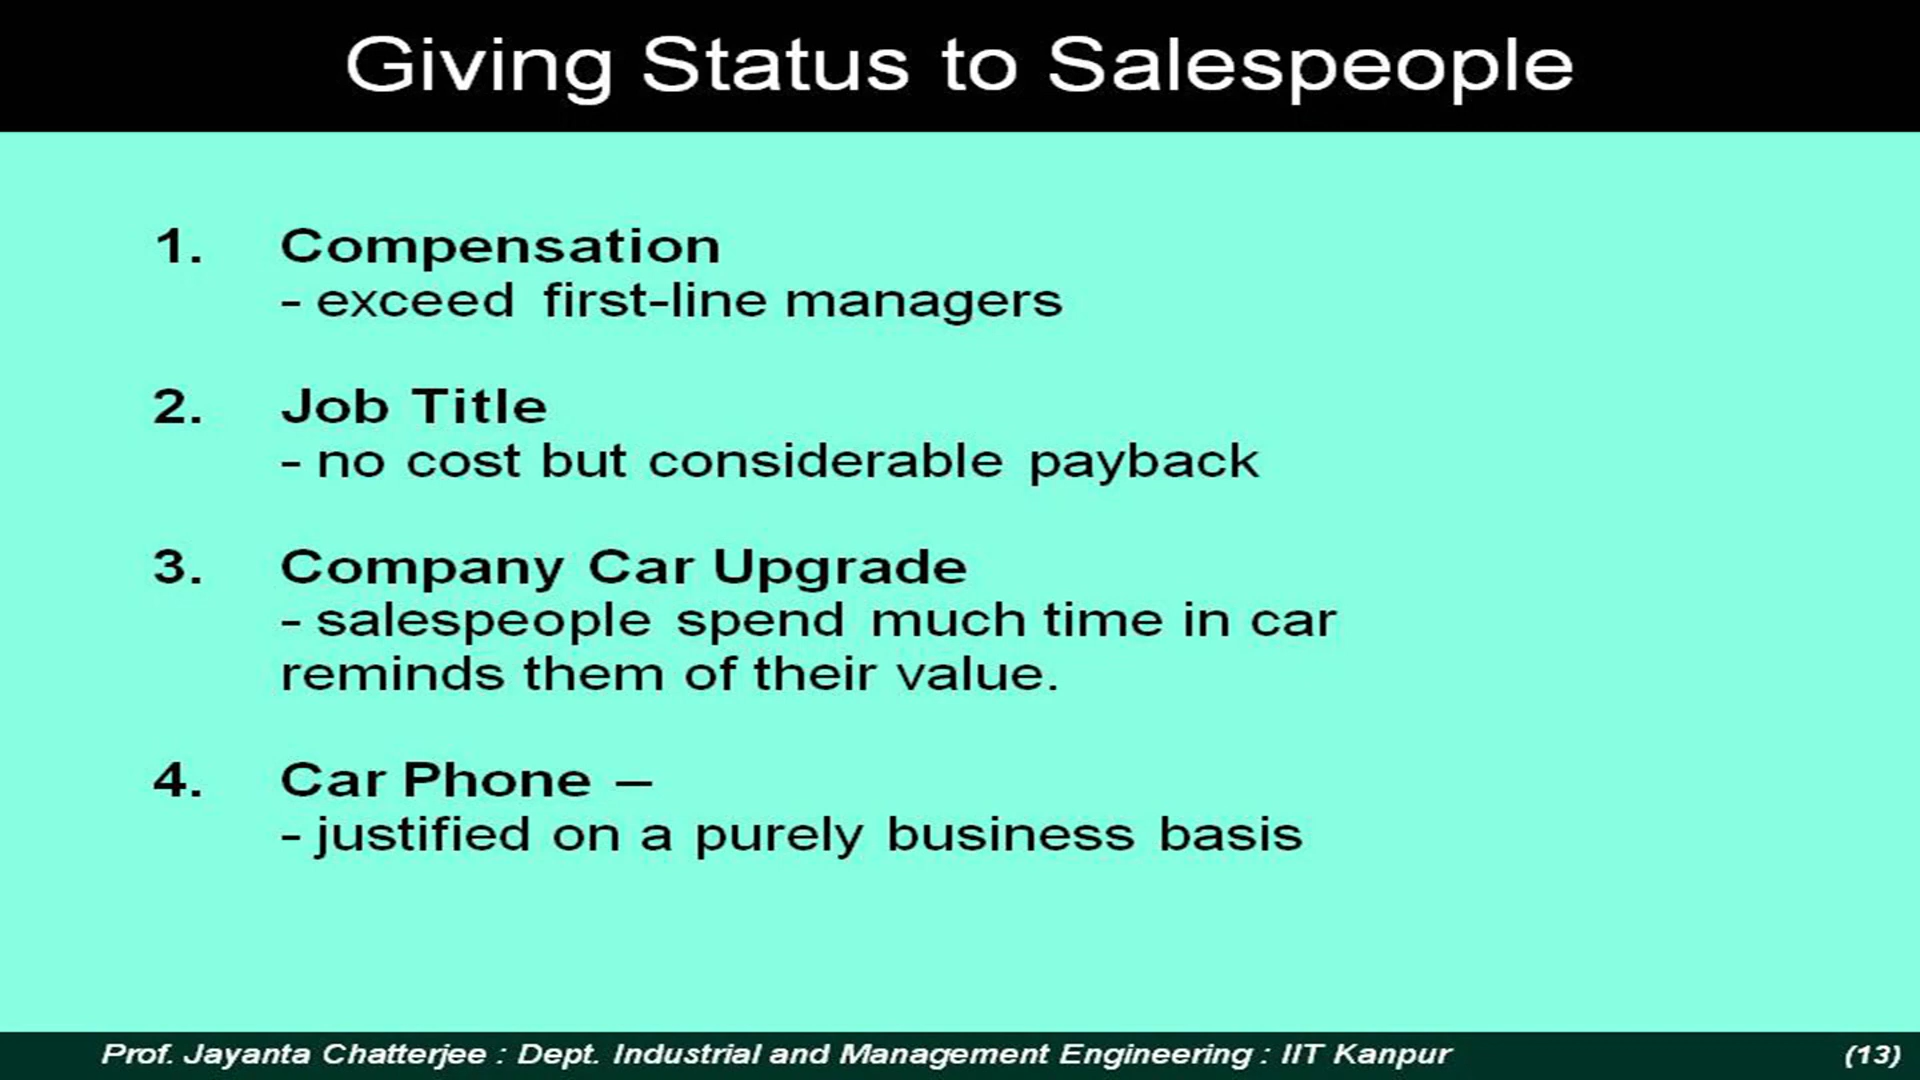 Giving Status to Salespeople
1. Compensation
- exceed first-line managers
2. Job Title
- no cost but considerable payback
3. Company Car Upgrade
- salespeople spend much time in car
reminds them of their value.
4. Car Phone –
- justified on a purely business basis
Prof. Jayanta Chatterjee : Dept. Industrial and Management Engineering : IIT Kanpur (13)